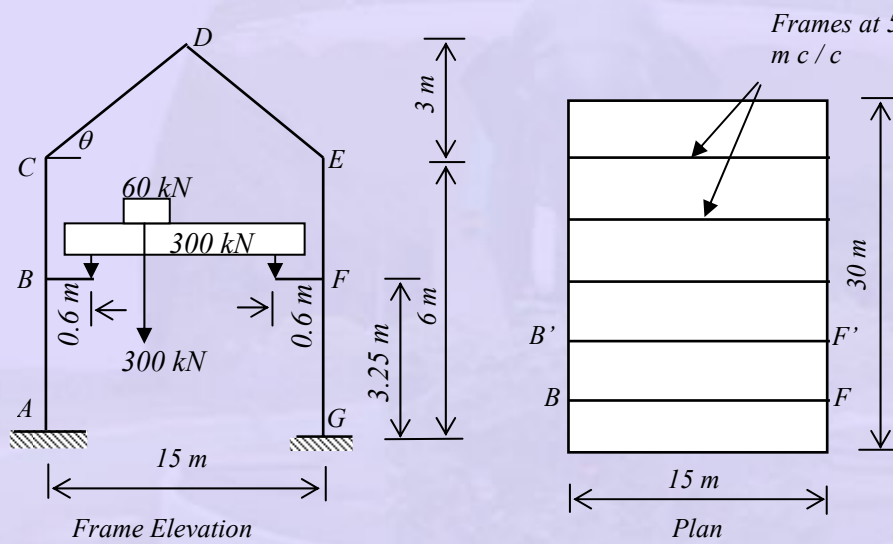 D
Frames at 5
m c / c
3 m
θ
C
E
60 kN
300 kN
B
F
0.6 m
0.6 m
6 m
30 m
300 kN
3.25 m
B’
F’
A
G
B
F
15 m
15 m
Frame Elevation
Plan